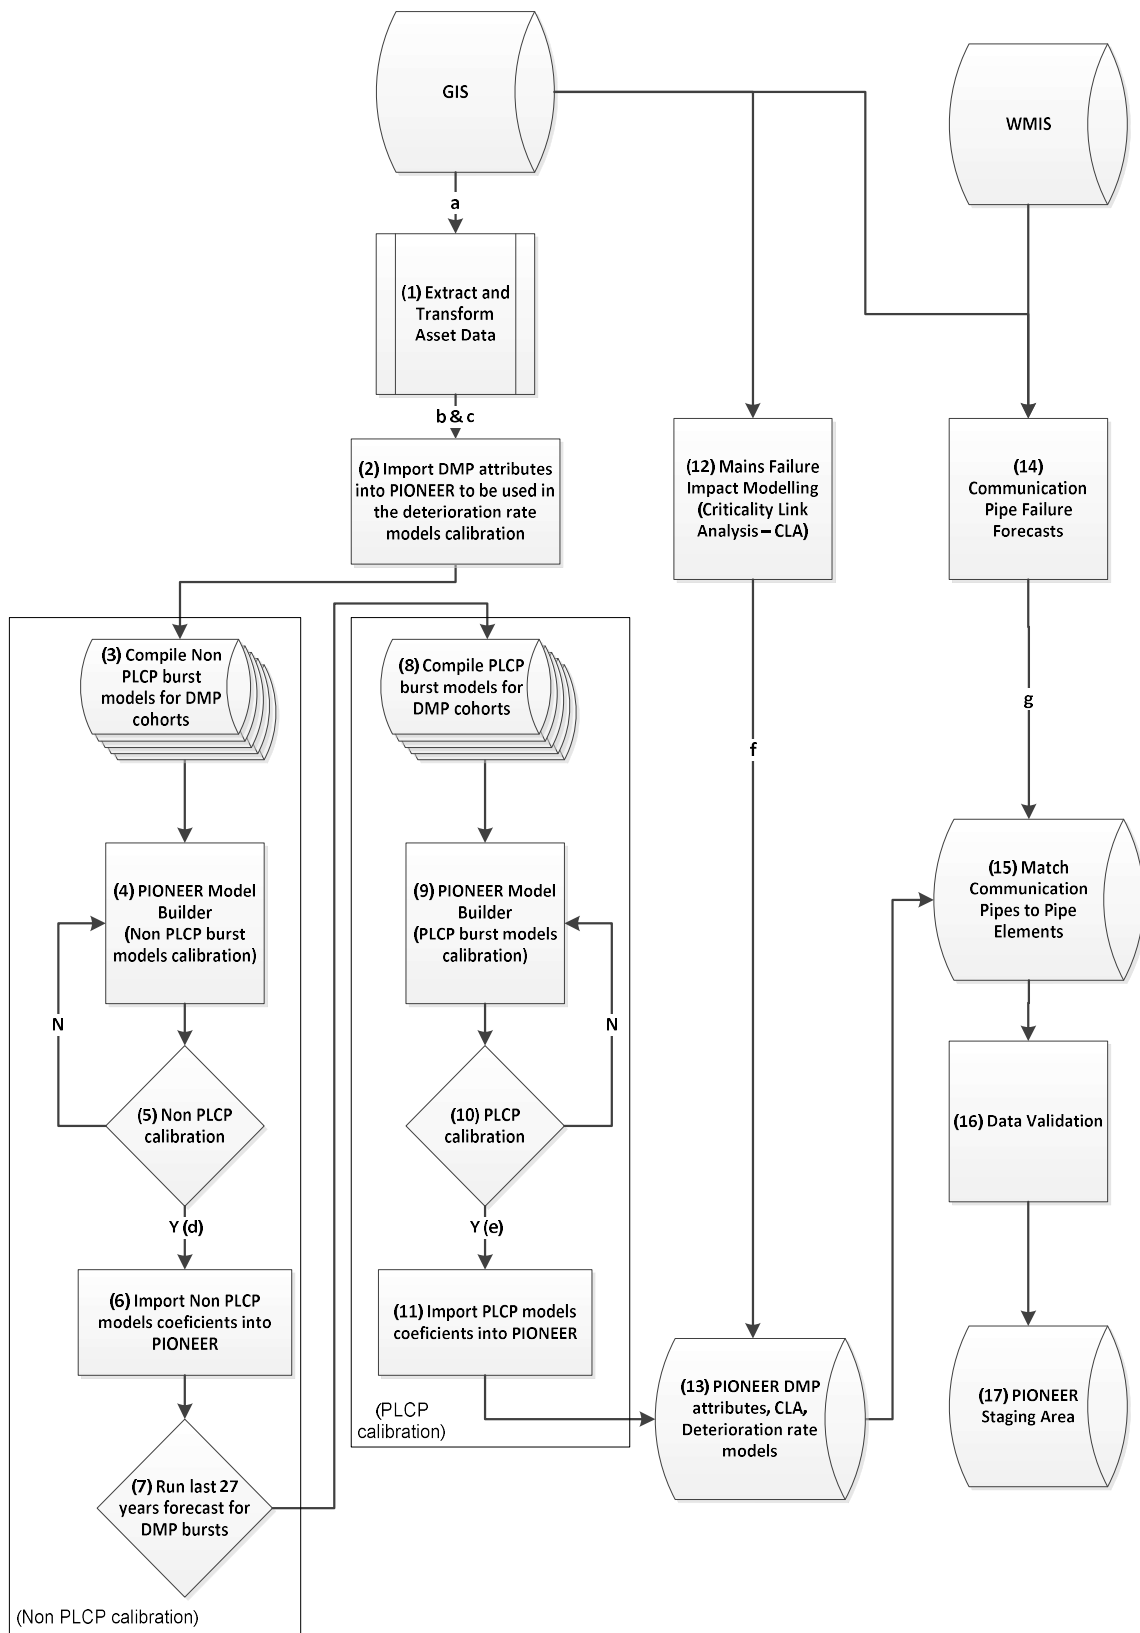 GIS
WMIS
a
(1) Extract and
Transform
Asset Data
b & c
(2) Import DMP attributes
into PIONEER to be used in
the deterioration rate
models calibration
(12) Mains Failure
Impact Modelling
(Criticality Link
Analysis – CLA)
(14)
Communication
Pipe Failure
Forecasts
(3) Compile Non
PLCP burst
models for DMP
cohorts
(8) Compile PLCP
burst models for
DMP cohorts
f
g
(4) PIONEER Model
Builder
(Non PLCP burst
models calibration)
(9) PIONEER Model
Builder
(PLCP burst models
calibration)
(15) Match
Communication
Pipes to Pipe
Elements
N
N
(5) Non PLCP
calibration
(10) PLCP
calibration
(16) Data Validation
Y (d)
Y (e)
(6) Import Non PLCP
models coeficients into
PIONEER
(11) Import PLCP models
coeficients into PIONEER
(13) PIONEER DMP
attributes, CLA,
Deterioration rate
models
(17) PIONEER
Staging Area
(PLCP
calibration)
(7) Run last 27
years forecast for
DMP bursts
(Non PLCP calibration)